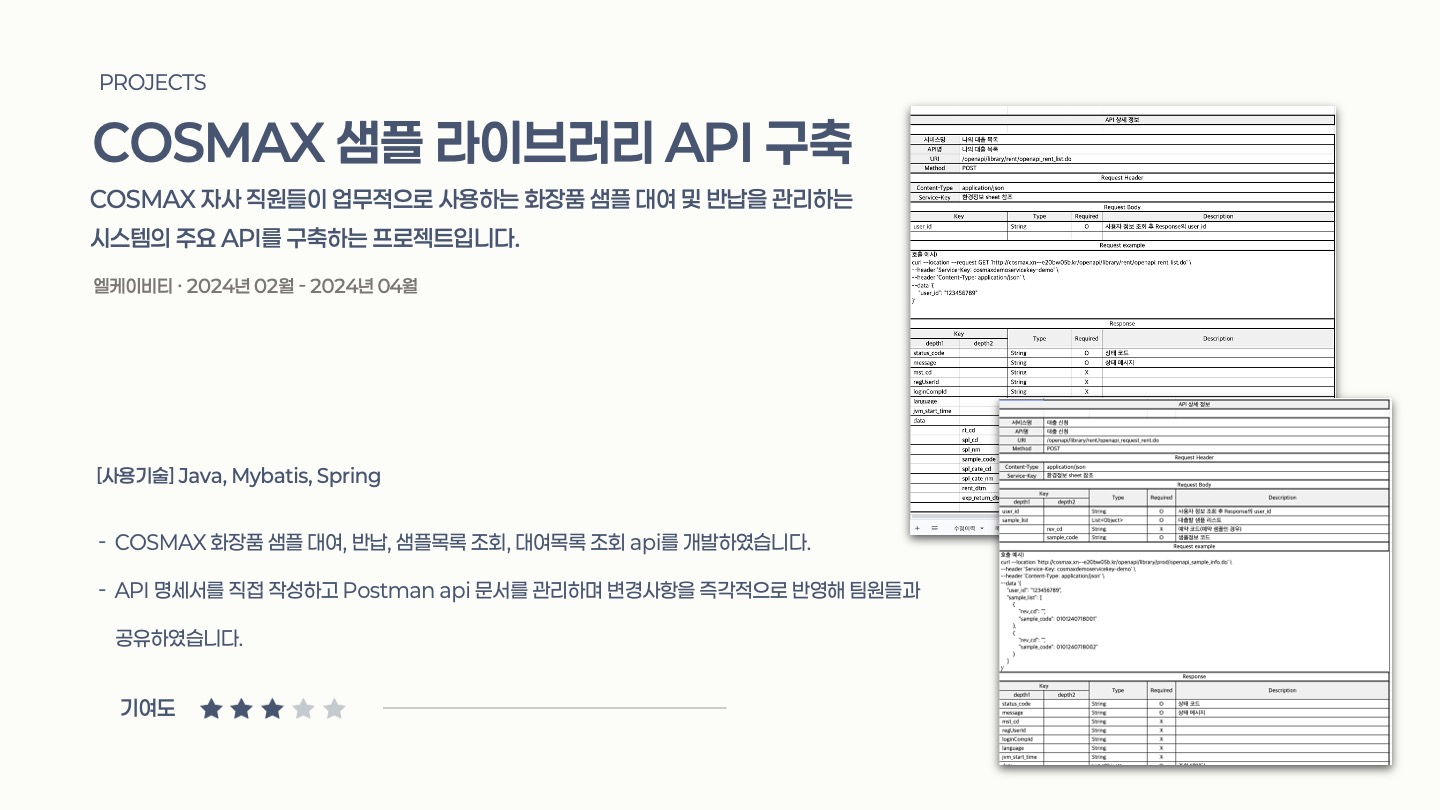 PROJECTS
COSMAX 샘플 라이브러리 API 구축
COSMAX 자사 직원들이 업무적으로 사용하는 화장품 샘플 대여 및 반납을 관리하는
시스템의 주요 API를 구축하는 프로젝트입니다.
엘케이비티 · 2024년 02월 - 2024년 04월
[사용기술] Java, Mybatis, Spring
- COSMAX 화장품 샘플 대여, 반납, 샘플목록 조회, 대여목록 조회 api를 개발하였습니다.
- API 명세서를 직접 작성하고 Postman api 문서를 관리하며 변경사항을 즉각적으로 반영해 팀원들과
공유하였습니다.
기여도
API 상세 정보
서비스명 나의 대출 목록
API명 나의 대출 목록
URI /openapi/library/rent/openapi_rent_list.do
Method POST
Request Header
Content-Type application/json
Service-Key 환경정보 sheet 참조
Request Body
Key Type Required Description
user_id String O 사용자 정보 조회 후 Response의 user_id
Request example
호출 예시)
curl --location --request GET 'http://cosmax.xn--e20bw05b.kr/openapi/library/rent/openapi_rent_list.do' \
--header 'Service-Key: cosmaxdemoservicekey-demo' \
--header 'Content-Type: application/json' \
--data '{
"user_id": "123456789"
}'
Response
Key Type Required Description
depth1 depth2
status_code String O 상태 코드
message String O 상태 메시지
mst_cd String X
regUserId String X
loginCompId String X
language
jvm_start_time
data
rt_cd
spl_cd
spl_nm
sample_code
spl_cate_cd
spl_cate_nm
rent_dtm
exp_return_dt
+ 수정이력
API 상세 정보
서비스명 대출 신청
API명 대출 신청
URI /openapi/library/rent/openapi_request_rent.do
Method POST
Request Header
Content-Type application/json
Service-Key 환경정보 sheet 참조
Request Body
Key Type Required Description
depth1 depth2
user_id String O 사용자 정보 조회 후 Response의 user_id
sample_list List<Object> O 대출할 샘플 리스트
rev_cd String O 예약 코드(예약 샘플인 경우)
sample_code String O 샘플정보 코드
Request example
호출 예시)
curl --location 'http://cosmax.xn--e20bw05b.kr/openapi/library/prod/openapi_sample_info.do' \
--header 'Service-Key: cosmaxdemoservicekey-demo' \
--header 'Content-Type: application/json' \
--data '{
"user_id": "123456789",
"sample_list": [
{
"rev_cd": "",
"sample_code": 0101240718001"
},
{
"rev_cd": "",
"sample_code": 0101240718002"
}
]
}'
Response
Key Type Required Description
depth1 depth2
status_code String O 상태 코드
message String O 상태 메시지
mst_cd String X
regUserId String X
loginCompId String X
language String X
jvm_start_time String X